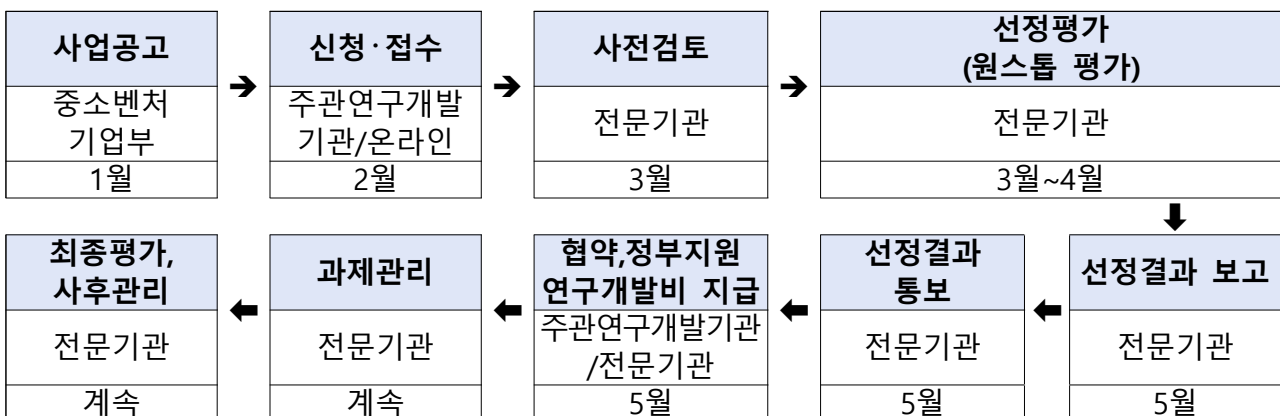 사업공고
중소벤처
기업부
1월
➔
신청·접수
주관연구개발
기관/온라인
2월
➔
사전검토
전문기관
3월
➔
선정평가
(원스톱 평가)
전문기관
3월~4월
선정결과 보고
전문기관
5월
선정결과
통보
전문기관
5월
협약,정부지원
연구개발비 지급
주관연구개발기관
/전문기관
5월
과제관리
전문기관
계속
최종평가,
사후관리
전문기관
계속